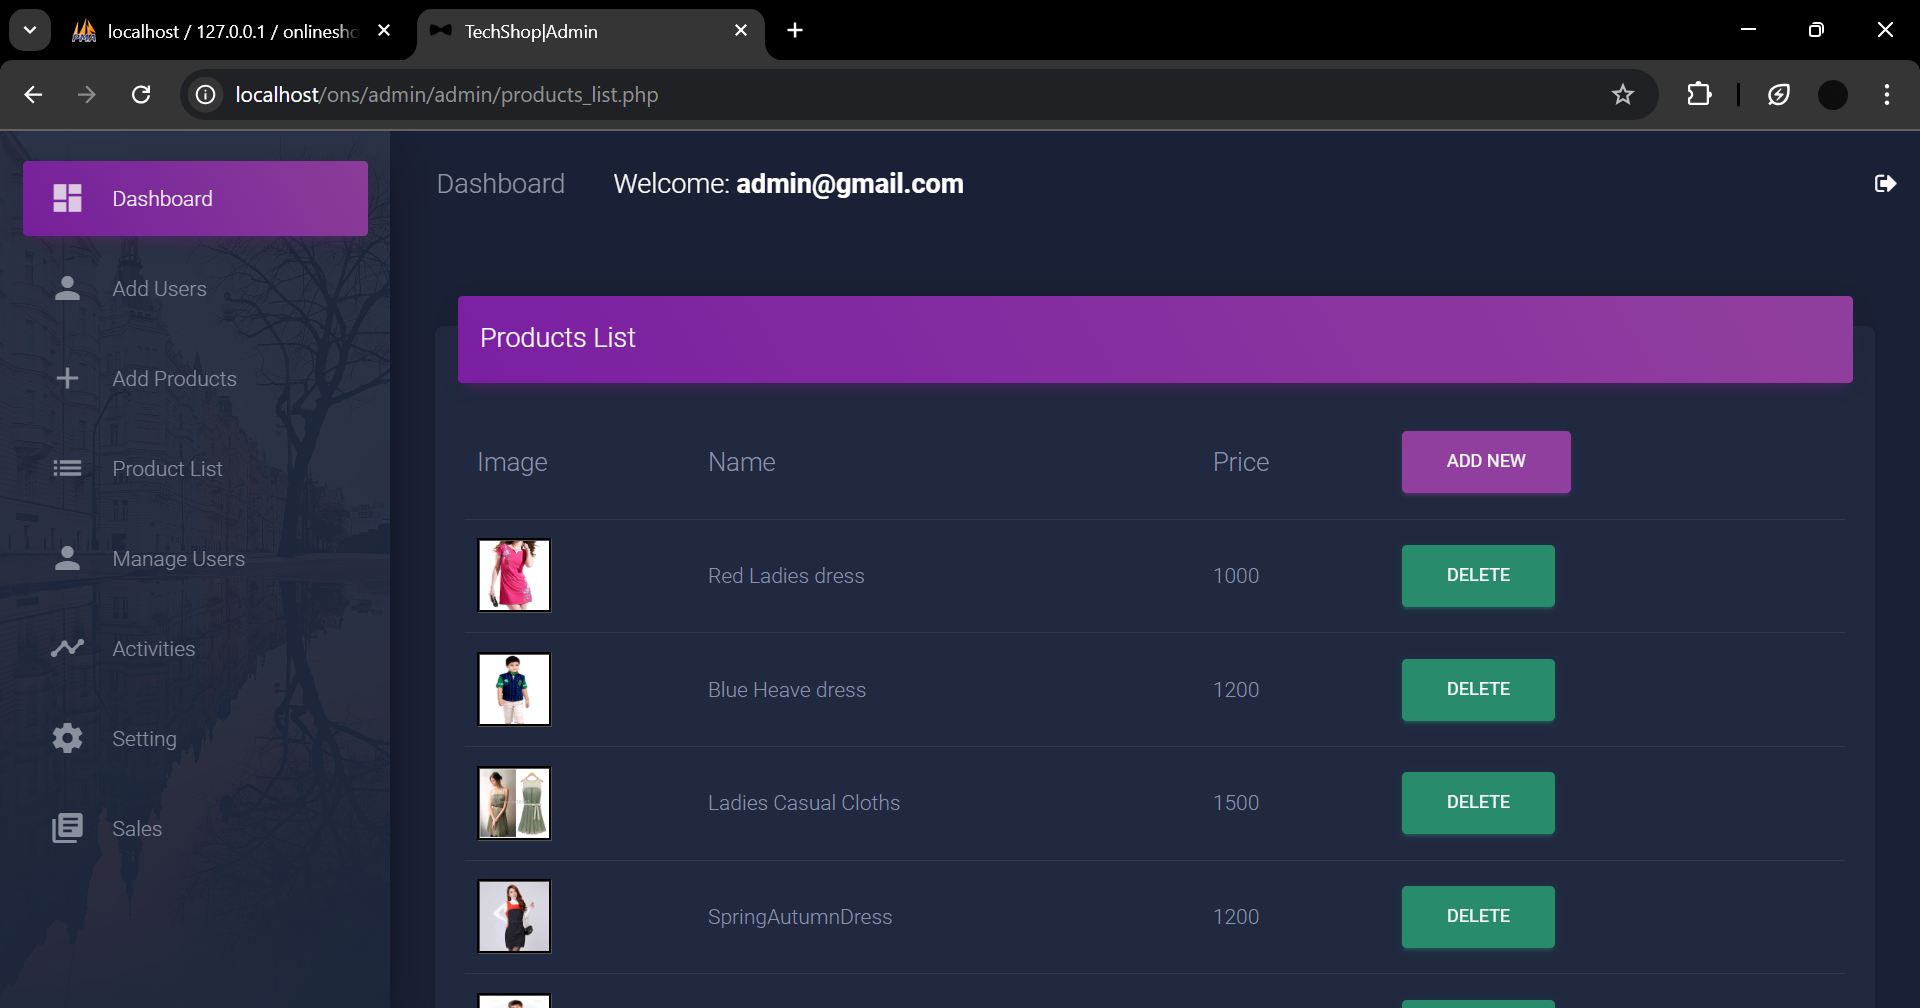 localhost / 127.0.0.1 / onlinesho
TechShop|Admin
localhost/ons/admin/admin/products_list.php
Dashboard
Add Users
Add Products
Product List
Manage Users
Activities
Setting
Sales
Dashboard Welcome: admin@gmail.com
Products List
Image Name Price ADD NEW
Red Ladies dress 1000 DELETE
Blue Heave dress 1200 DELETE
Ladies Casual Cloths 1500 DELETE
SpringAutumnDress 1200 DELETE